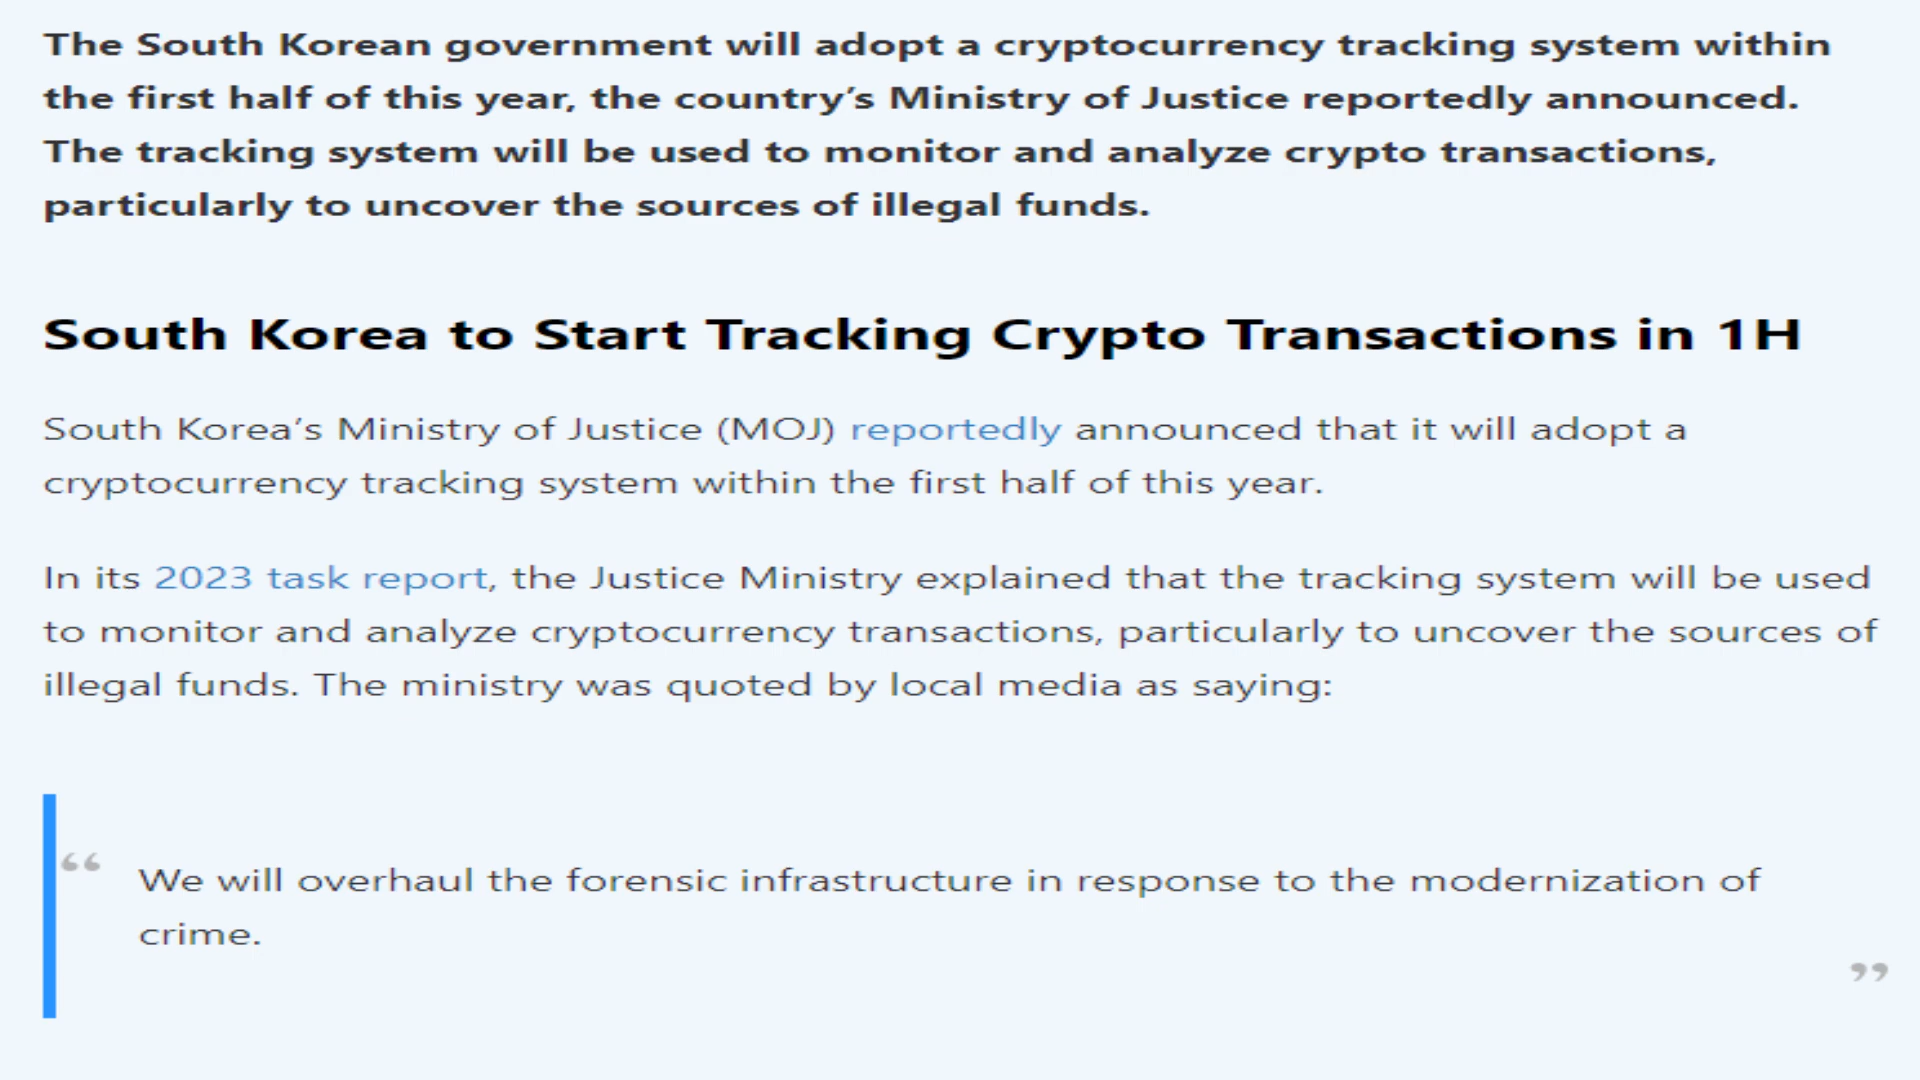 The South Korean government will adopt a cryptocurrency tracking system within
the first half of this year, the country’s Ministry of Justice reportedly announced.
The tracking system will be used to monitor and analyze crypto transactions,
particularly to uncover the sources of illegal funds.
South Korea to Start Tracking Crypto Transactions in 1H
South Korea’s Ministry of Justice (MOJ) reportedly announced that it will adopt a
cryptocurrency tracking system within the first half of this year.
In its 2023 task report, the Justice Ministry explained that the tracking system will be used
to monitor and analyze cryptocurrency transactions, particularly to uncover the sources of
illegal funds. The ministry was quoted by local media as saying:
“ We will overhaul the forensic infrastructure in response to the modernization of
crime.
”